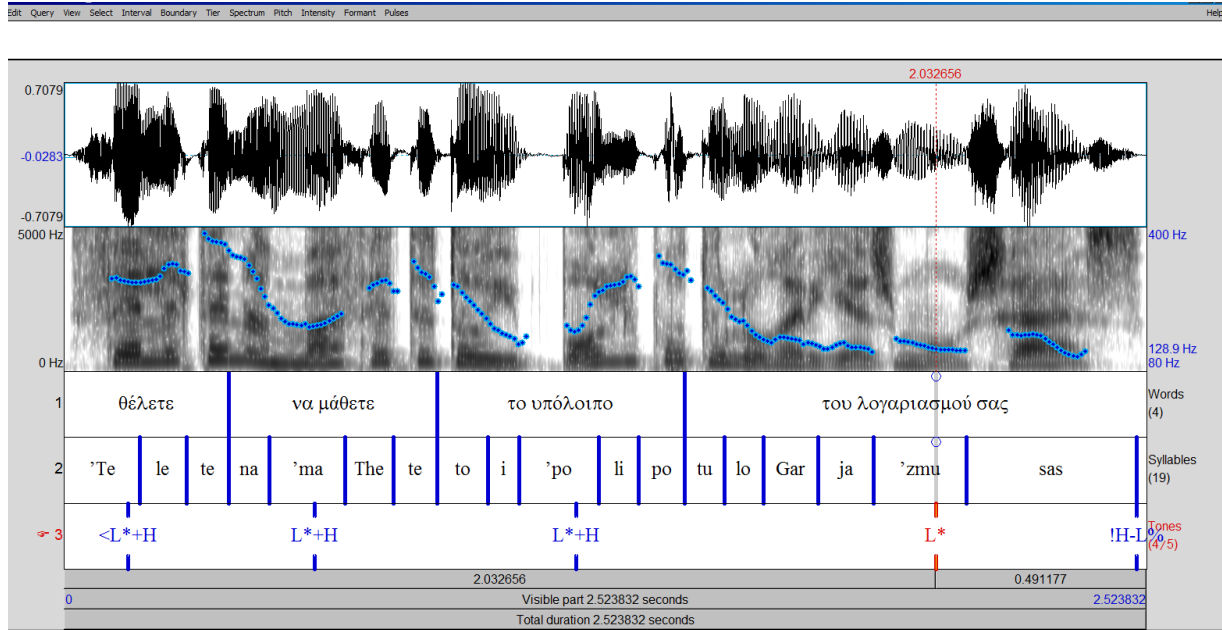 Edit Query View Select Interval Boundary Tier Spectrum Pitch Intensity Formant Pulses Help
2.032656
0.7079
-0.0283
-0.7079
5000 Hz 400 Hz
0 Hz 128.9 Hz
80 Hz
1 θέλετε να μάθετε το υπόλοιπο του λογαριασμού σας Words
(4)
2 ’Te le te na ’ma The te to i ’po li po tu lo Gar ja ’zmu sas Syllables
(19)
3 <L*+H L*+H L*+H L* !H-L% Tones
(4/5)
2.032656 0.491177
0 Visible part 2.523832 seconds 2.523832
Total duration 2.523832 seconds